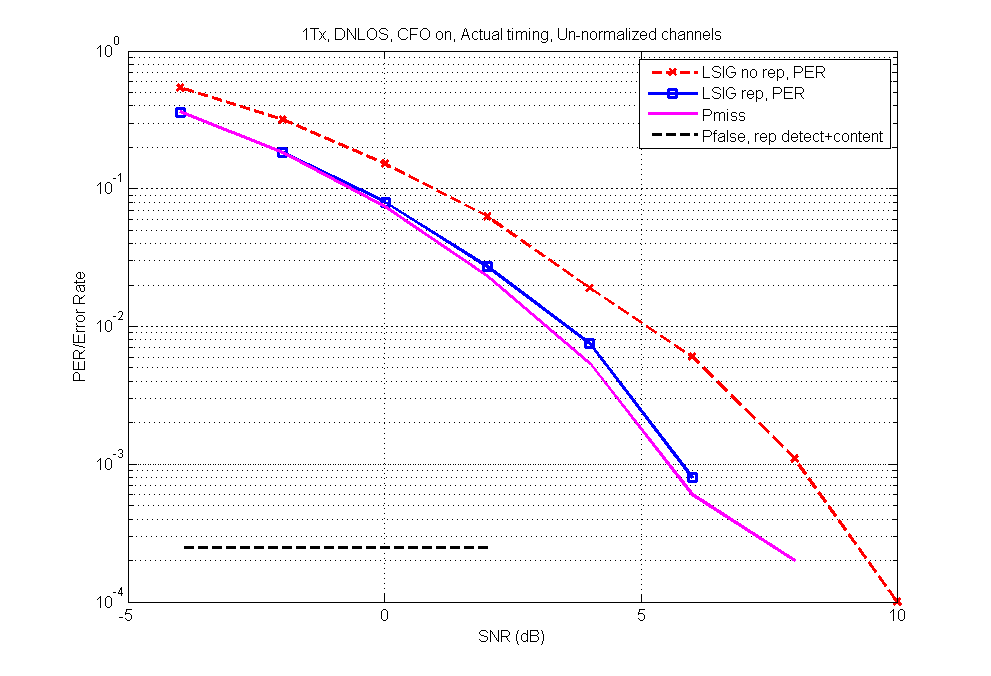 1Tx, DNLOS, CFO on, Actual timing, Un-normalized channels
LSIG no rep, PER
LSIG rep, PER
Pmiss
Pfalse, rep detect+content
PER/Error Rate
10^0
10^-1
10^-2
10^-3
10^-4
-5
0
5
10
SNR (dB)